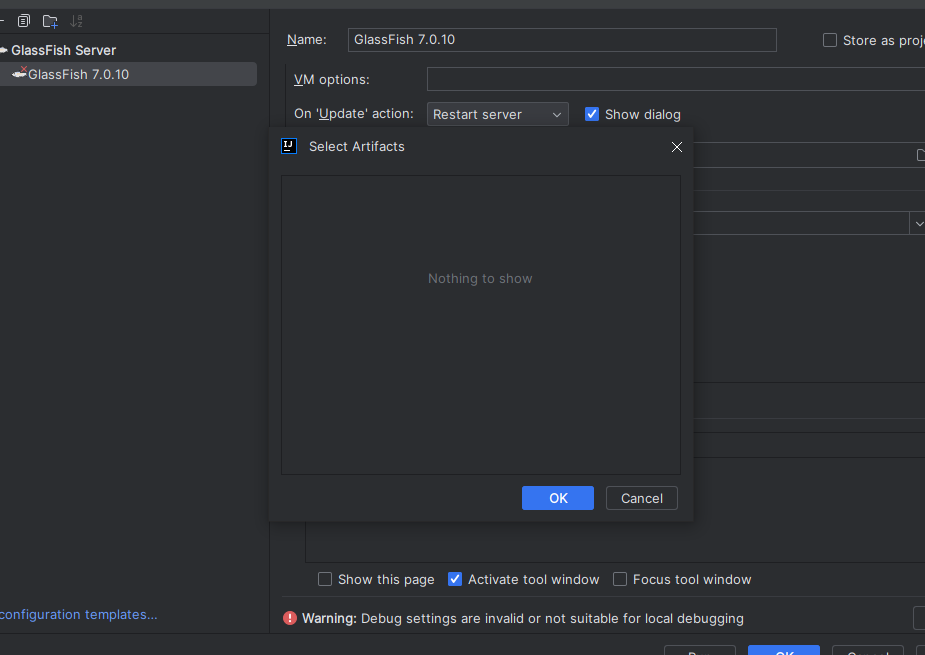 Name:
GlassFish 7.0.10
Store as proj
GlassFish Server
GlassFish 7.0.10
VM options:
On 'Update' action:
Restart server
Show dialog
Select Artifacts
Nothing to show
OK
Cancel
Show this page
Activate tool window
Focus tool window
configuration templates...
Warning: Debug settings are invalid or not suitable for local debugging
OK
Cancel